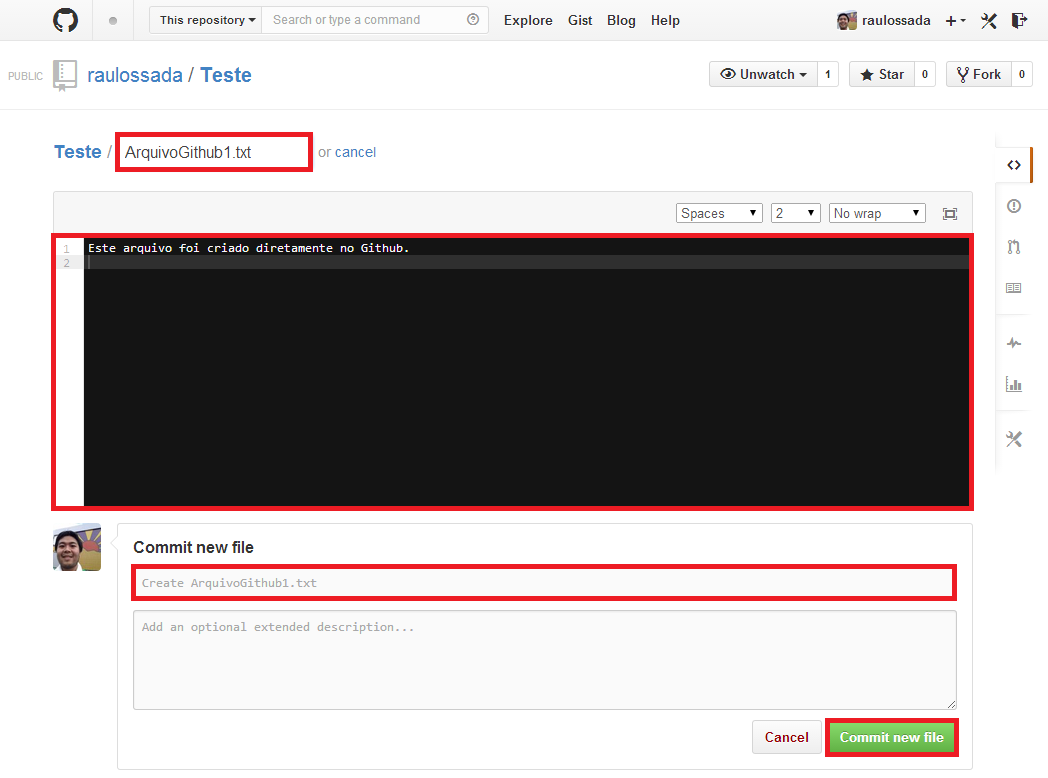 This repository Search or type a command Explore Gist Blog Help raulossada
PUBLIC raulossada / Teste Unwatch 1 Star 0 Fork 0
Teste / ArquivoGithub1.txt or cancel
Spaces 2 No wrap
1 Este arquivo foi criado diretamente no Github.
2
Commit new file
Create ArquivoGithub1.txt
Add an optional extended description...
Cancel Commit new file